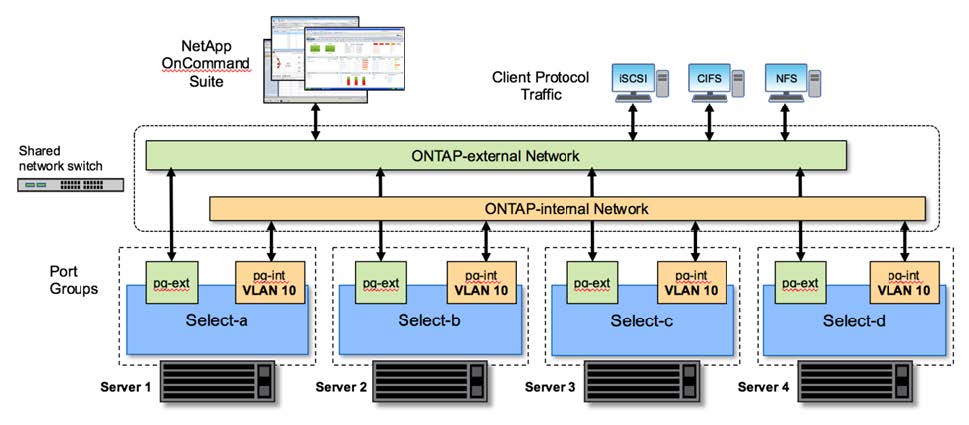 NetApp
OnCommand
Suite
Client Protocol
Traffic
iSCSI
CIFS
NFS
Shared
network switch
ONTAP-external Network
ONTAP-internal Network
Port
Groups
pg-ext
pg-int
VLAN 10
pg-ext
pg-int
VLAN 10
pg-ext
pg-int
VLAN 10
pg-ext
pg-int
VLAN 10
Select-a
Select-b
Select-c
Select-d
Server 1
Server 2
Server 3
Server 4